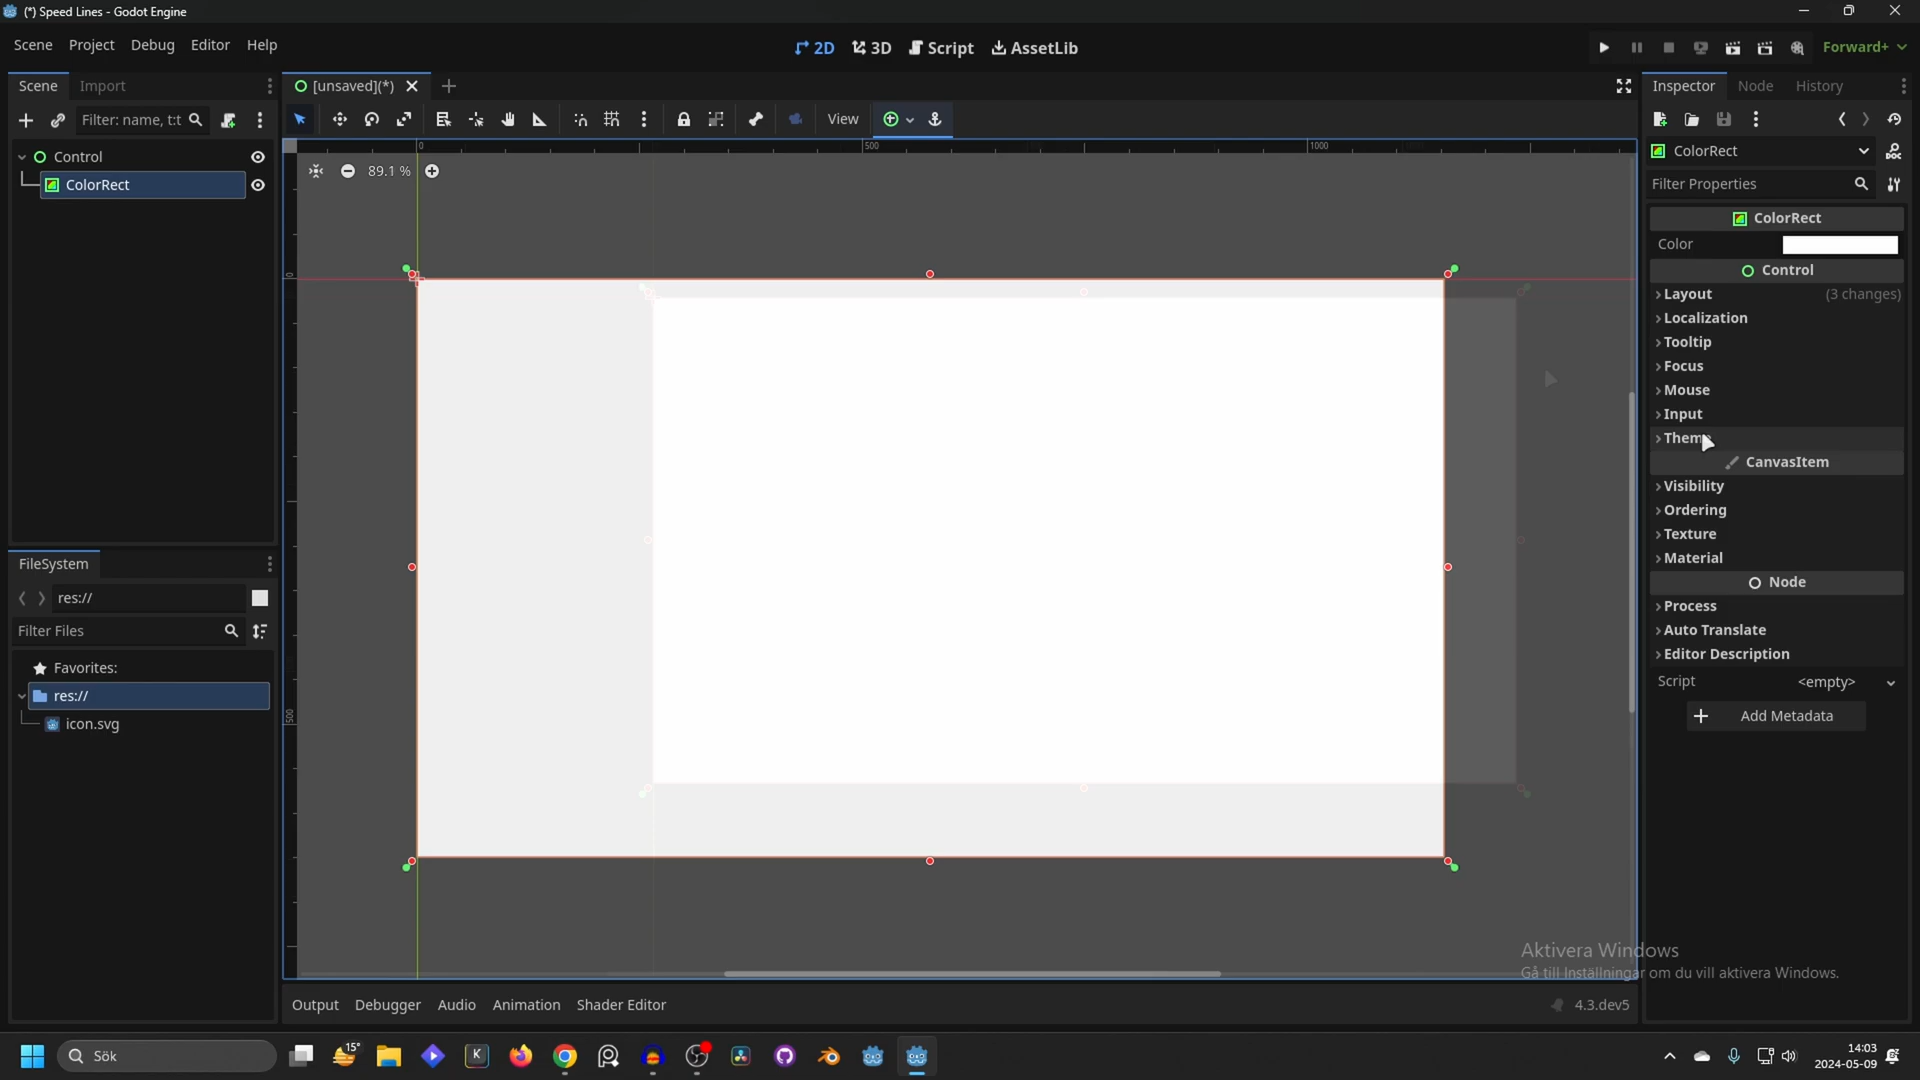 (*) Speed Lines - Godot Engine
Scene Project Debug Editor Help
2D 3D Script AssetLib
Forward+
Scene Import
[unsaved](*)
Inspector Node History
Filter: name, t:t
View
Control
ColorRect
89.1 %
0 500 1000
0
500
ColorRect
Filter Properties
ColorRect
Color
Control
Layout (3 changes)
Localization
Tooltip
Focus
Mouse
Input
Theme
CanvasItem
Visibility
Ordering
Texture
Material
Node
Process
Auto Translate
Editor Description
Script <empty>
Add Metadata
FileSystem
res://
Filter Files
Favorites:
res://
icon.svg
Aktivera Windows
Gå till Inställningar om du vill aktivera Windows.
Output Debugger Audio Animation Shader Editor
4.3.dev5
Sök
15°
14:03
2024-05-09